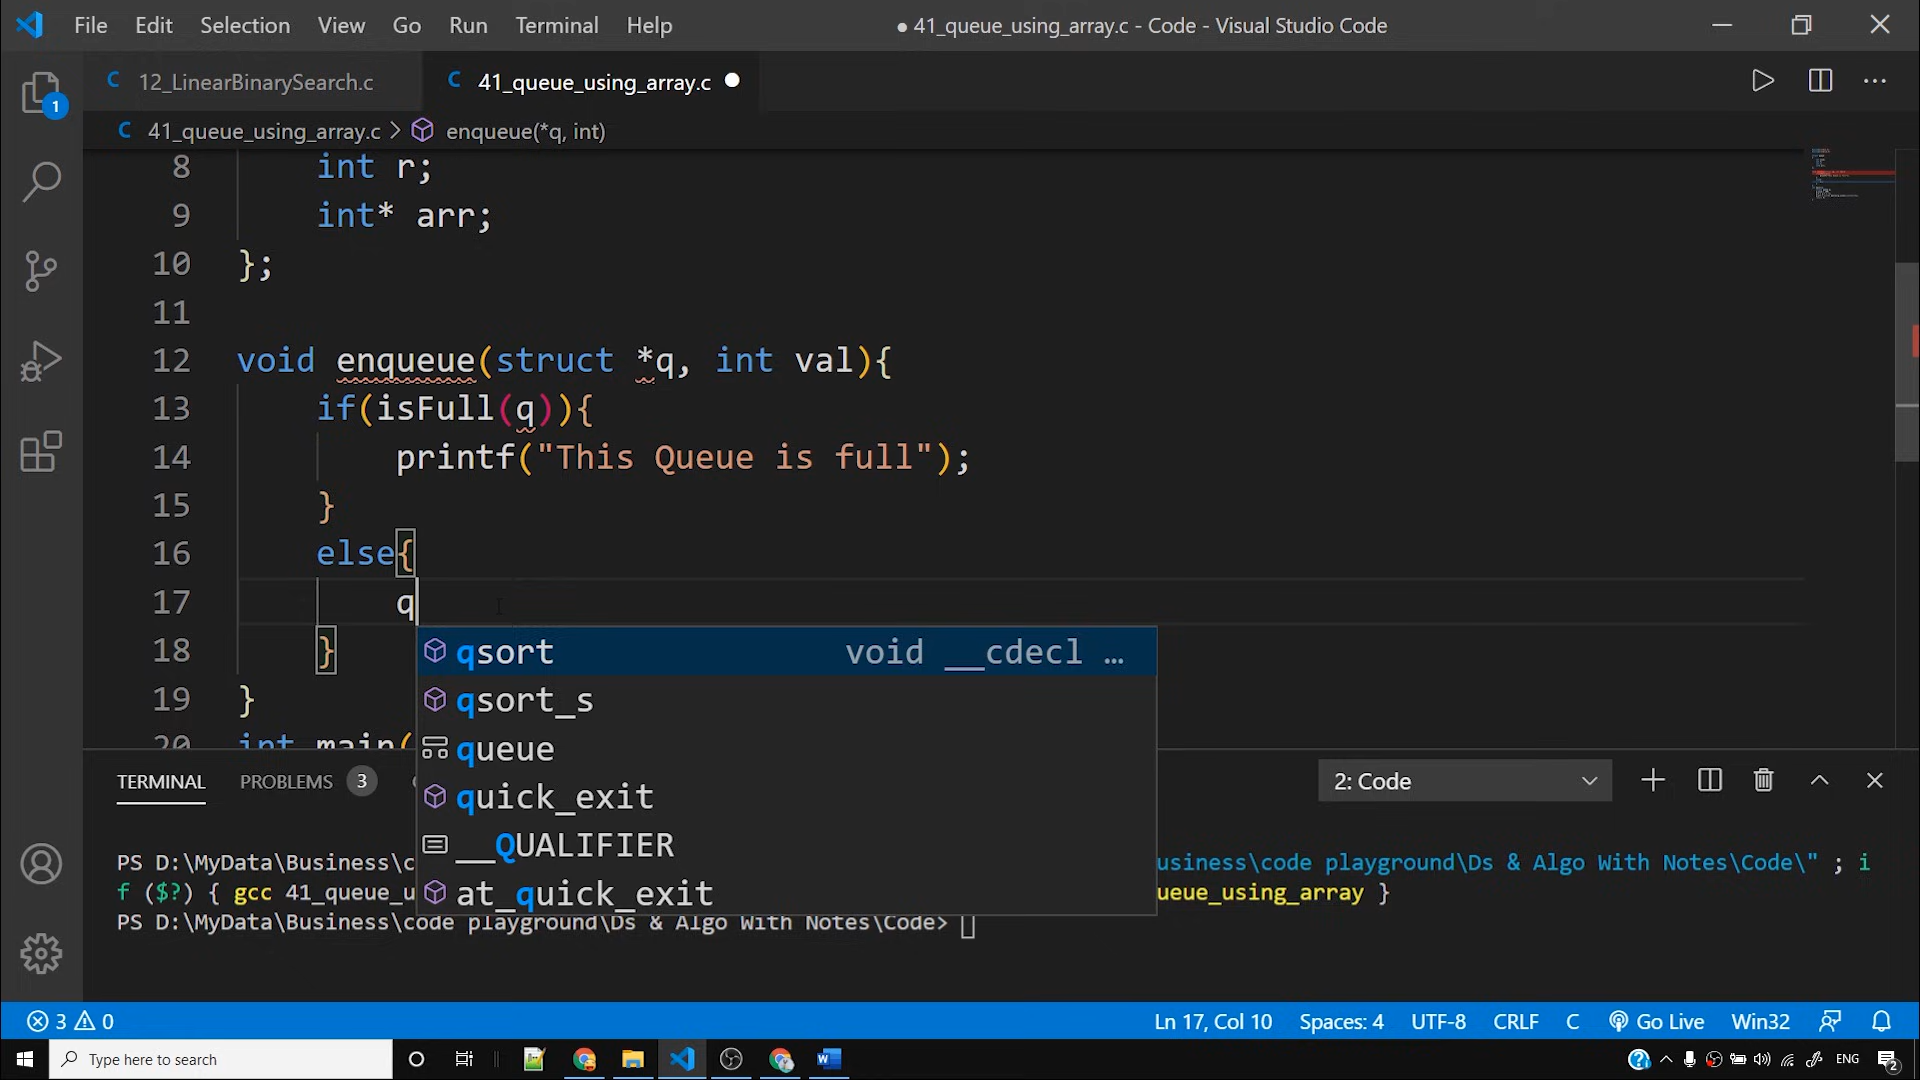 File Edit Selection View Go Run Terminal Help ● 41_queue_using_array.c - Code - Visual Studio Code
C 12_LinearBinarySearch.c C 41_queue_using_array.c
1
C 41_queue_using_array.c > enqueue(*q, int)
8 int r;
9 int* arr;
10 };
11
12 void enqueue(struct *q, int val){
13 if(isFull(q)){
14 printf("This Queue is full");
15 }
16 else{
17 q
18 }
qsort void __cdecl ...
qsort_s
19 }
queue
20 int main(
quick_exit
TERMINAL PROBLEMS 3 2: Code
__QUALIFIER
at_quick_exit
PS D:\MyData\Business\c usiness\code playground\Ds & Algo With Notes\Code\" ; i
f ($?) { gcc 41_queue_u ueue_using_array }
PS D:\MyData\Business\code playground\Ds & Algo With Notes\Code>
3 0 Ln 17, Col 10 Spaces: 4 UTF-8 CRLF C Go Live Win32
Type here to search ENG 2